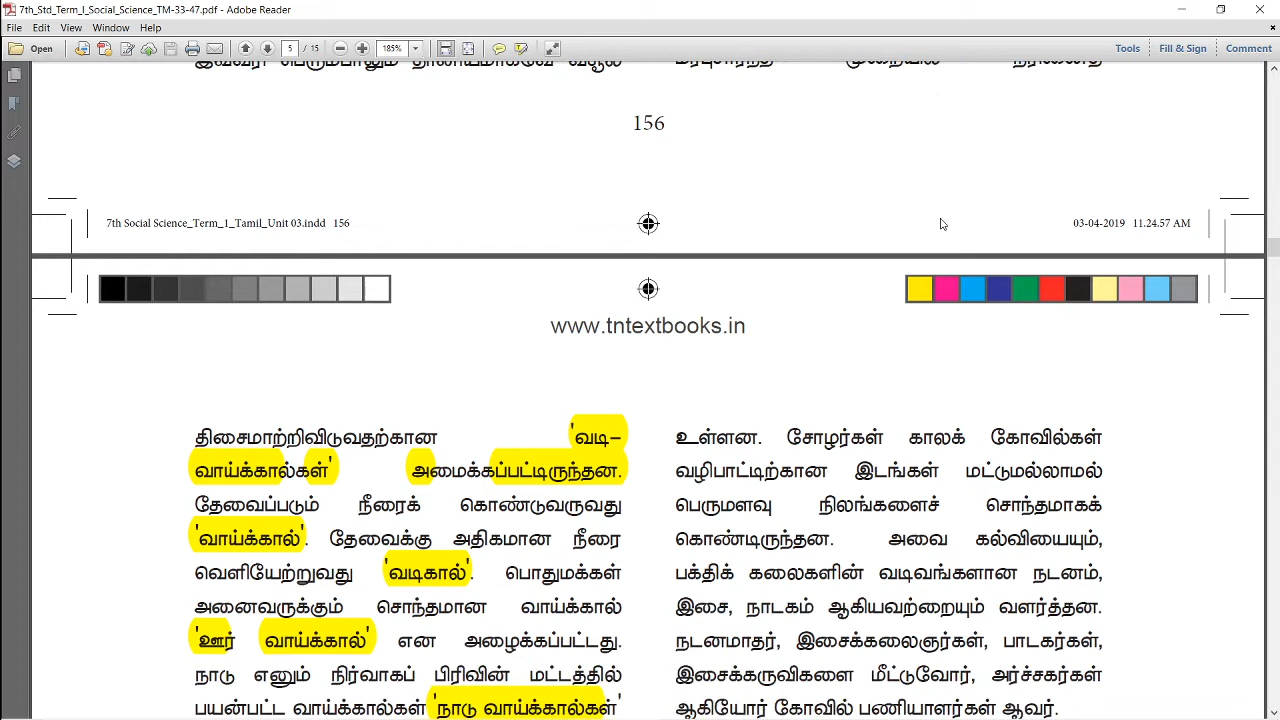 7th_Std_Term_I_Social_Science_TM-33-47.pdf - Adobe Reader
File Edit View Window Help
Open 5 / 15 185% Tools Fill & Sign Comment
156
7th Social Science_Term_1_Tamil_Unit 03.indd 156 03-04-2019 11.24.57 AM
www.tntextbooks.in
திசைமாற்றிவிடுவதற்கான 'வடி–
வாய்க்கால்கள்' அமைக்கப்பட்டிருந்தன.
தேவைப்படும் நீரைக் கொண்டுவருவது
'வாய்க்கால்'. தேவைக்கு அதிகமான நீரை
வெளியேற்றுவது 'வடிகால்'. பொதுமக்கள்
அனைவருக்கும் சொந்தமான வாய்க்கால்
'ஊர் வாய்க்கால்' என அழைக்கப்பட்டது.
நாடு எனும் நிர்வாகப் பிரிவின் மட்டத்தில்
பயன்பட்ட வாய்க்கால்கள் 'நாடு வாய்க்கால்கள்'
உள்ளன. சோழர்கள் காலக் கோவில்கள்
வழிபாட்டிற்கான இடங்கள் மட்டுமல்லாமல்
பெருமளவு நிலங்களைச் சொந்தமாகக்
கொண்டிருந்தன. அவை கல்வியையும்,
பக்திக் கலைகளின் வடிவங்களான நடனம்,
இசை, நாடகம் ஆகியவற்றையும் வளர்த்தன.
நடனமாதர், இசைக்கலைஞர்கள், பாடகர்கள்,
இசைக்கருவிகளை மீட்டுவோர், அர்ச்சகர்கள்
ஆகியோர் கோவில் பணியாளர்கள் ஆவர்.